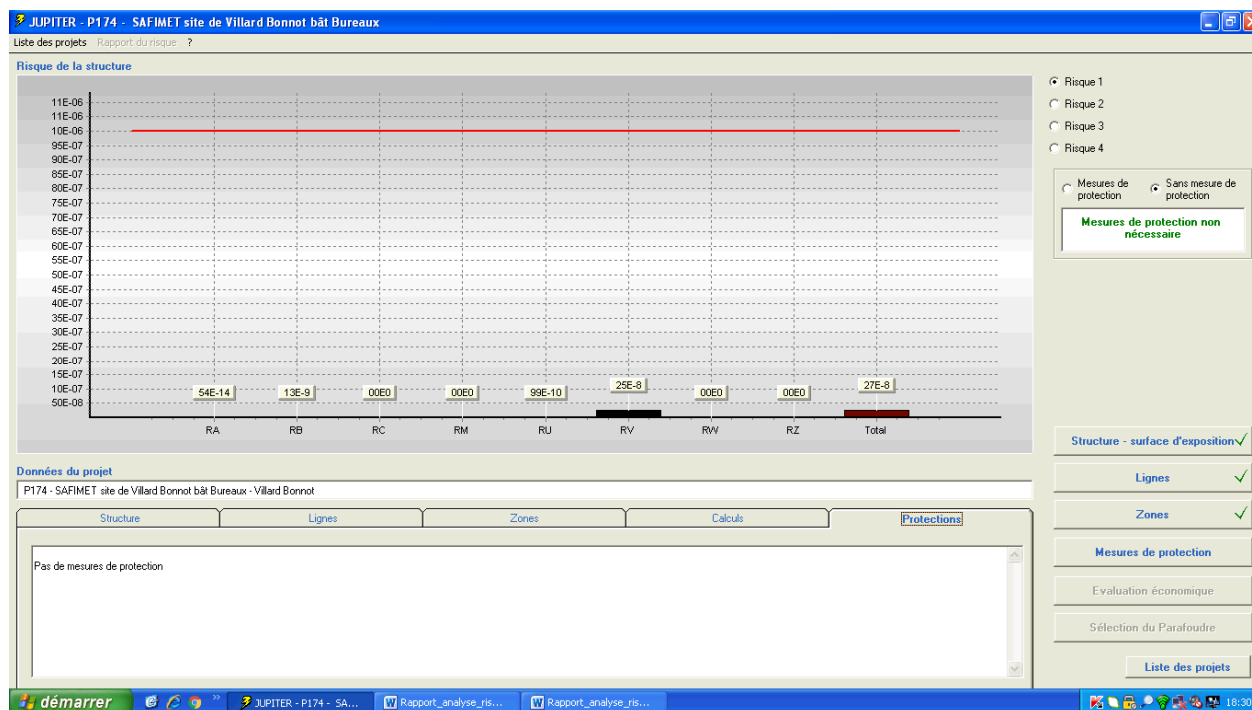 JUPITER - P174 - SAFIMET site de Villard Bonnot bât Bureaux
Liste des projets Rapport du risque ?
Risque de la structure
11E-06
11E-06
10E-06
95E-07
90E-07
85E-07
80E-07
75E-07
70E-07
65E-07
60E-07
55E-07
50E-07
45E-07
40E-07
35E-07
30E-07
25E-07
20E-07
15E-07
10E-07
50E-08
54E-14 13E-9 00E0 00E0 99E-10 25E-8 00E0 00E0 27E-8
RA RB RC RM RU RV RW RZ Total
Risque 1
Risque 2
Risque 3
Risque 4
Mesures de protection
Sans mesure de protection
Mesures de protection non
nécessaire
Structure - surface d'exposition
Lignes
Zones
Mesures de protection
Evaluation économique
Sélection du Parafoudre
Liste des projets
Données du projet
P174 - SAFIMET site de Villard Bonnot bât Bureaux - Villard Bonnot
Structure Lignes Zones Calculs Protections
Pas de mesures de protection
démarrer » JUPITER - P174 - SA... Rapport_analyse_ris... Rapport_analyse_ris... 18:30